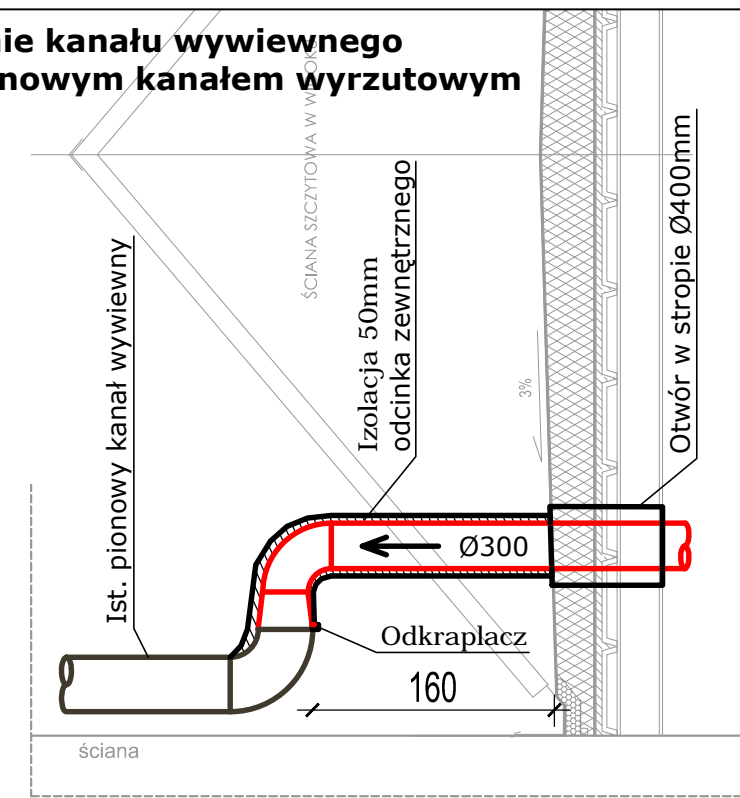 nie kanału wywiewnego
nowym kanałem wyrzutowym
ŚCIANA SZCZYTOWA W
Ist. pionowy kanał wywiewny
Izolacja 50mm
odcinka zewnętrznego
3%
Otwór w stropie Ø400mm
Ø300
Odkraplacz
160
ściana